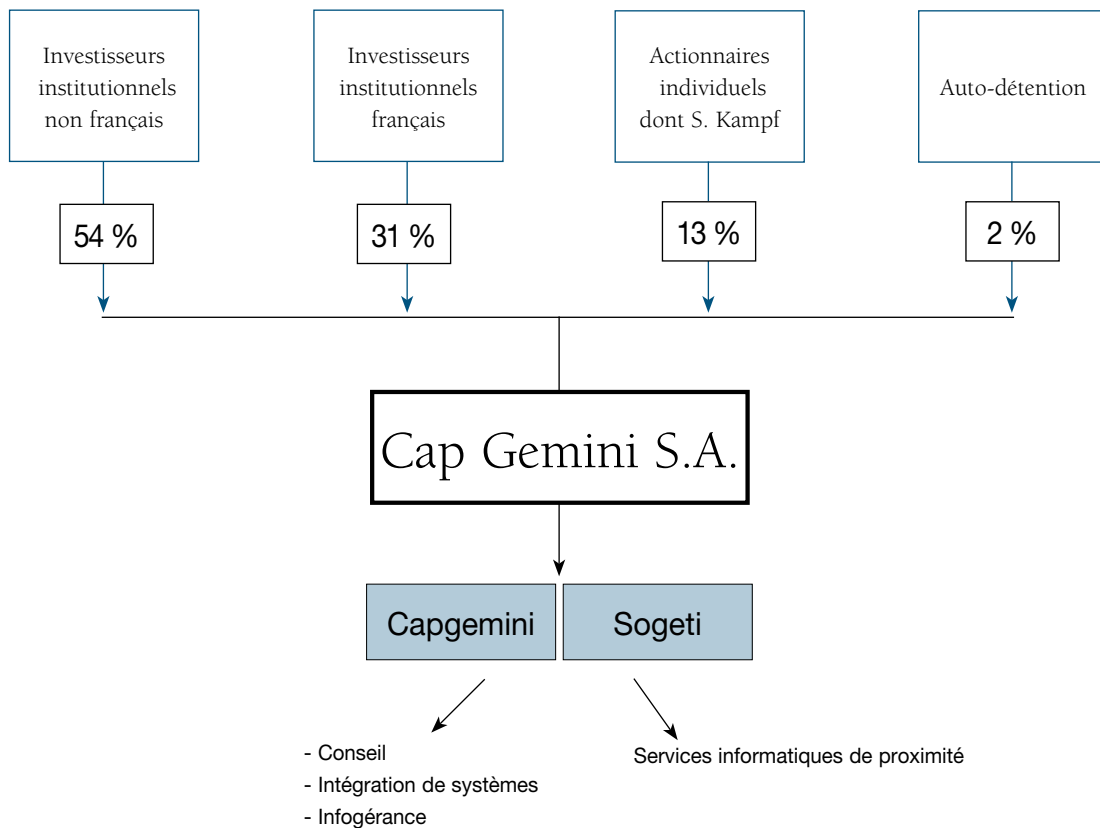 Investisseurs
institutionnels
non français
Investisseurs
institutionnels
français
Actionnaires
individuels
dont S. Kampf
Auto-détention
54 %
31 %
13 %
2 %
Cap Gemini S.A.
Capgemini
Sogeti
- Conseil
- Intégration de systèmes
- Infogérance
Services informatiques de proximité